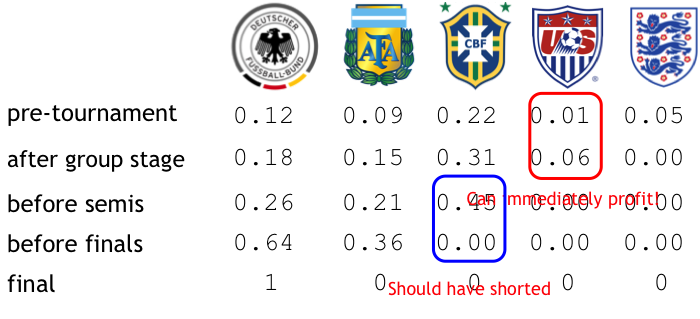 DEUTSCHER FUSSBALL-BUND
AFA
CBF
US
pre-tournament 0.12 0.09 0.22 0.01 0.05
after group stage 0.18 0.15 0.31 0.06 0.00
before semis 0.26 0.21 0.45 0.00 0.00
Can immediately profit!
before finals 0.64 0.36 0.00 0.00 0.00
final 1 0 0 0 0
Should have shorted